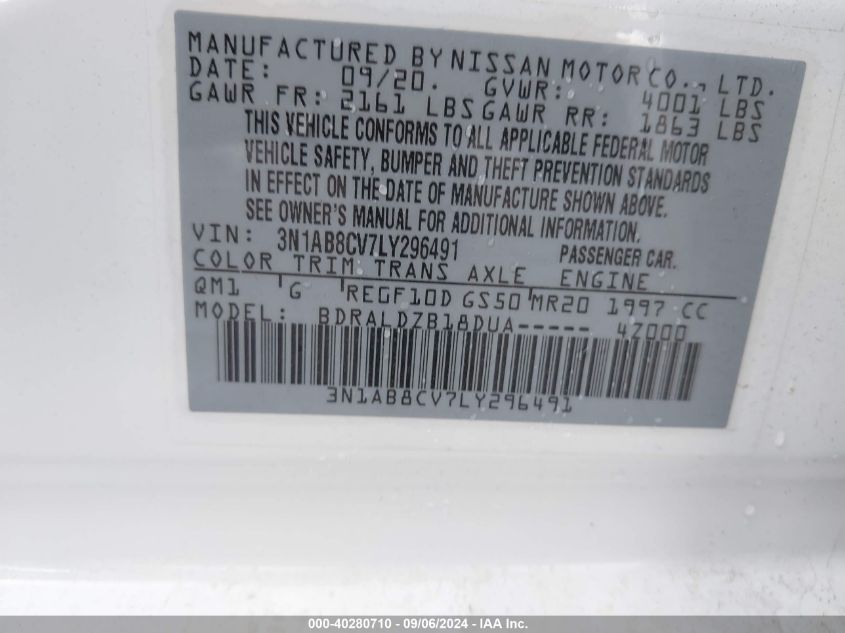 MANUFACTURED BY NISSAN MOTOR CO., LTD.
DATE: 09/20. GVWR: 4001 LBS
GAWR FR: 2161 LBS GAWR RR: 1863 LBS
THIS VEHICLE CONFORMS TO ALL APPLICABLE FEDERAL MOTOR
VEHICLE SAFETY, BUMPER AND THEFT PREVENTION STANDARDS
IN EFFECT ON THE DATE OF MANUFACTURE SHOWN ABOVE.
SEE OWNER'S MANUAL FOR ADDITIONAL INFORMATION.
VIN: 3N1AB8CV7LY296491 PASSENGER CAR.
COLOR TRIM TRANS AXLE ENGINE
QM1 G RE0F10D GS50 MR20 1997 CC
MODEL: BDRALDZB18DUA----- 4Z000
3N1AB8CV7LY296491
000-40280710 - 09/06/2024 - IAA Inc.